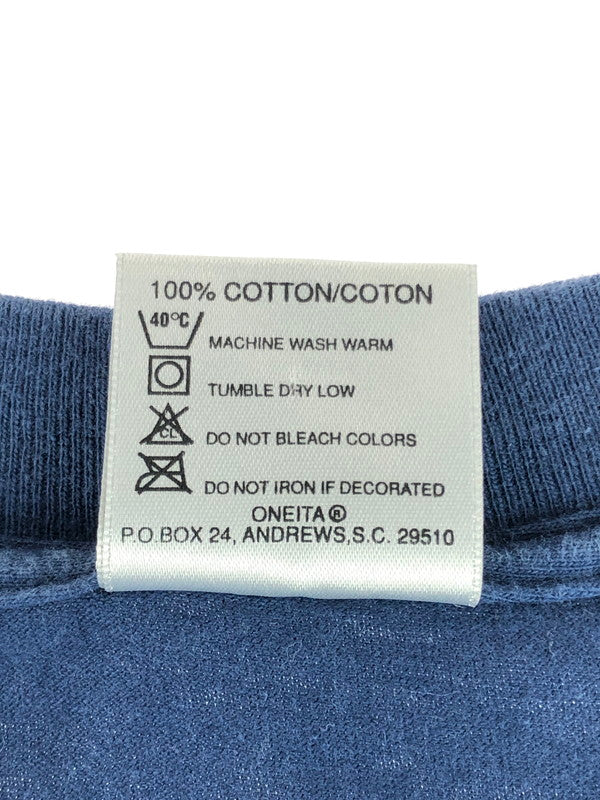 100% COTTON/COTON
40°C MACHINE WASH WARM
TUMBLE DRY LOW
CL DO NOT BLEACH COLORS
DO NOT IRON IF DECORATED
ONEITA®
P.O.BOX 24, ANDREWS,S.C. 29510